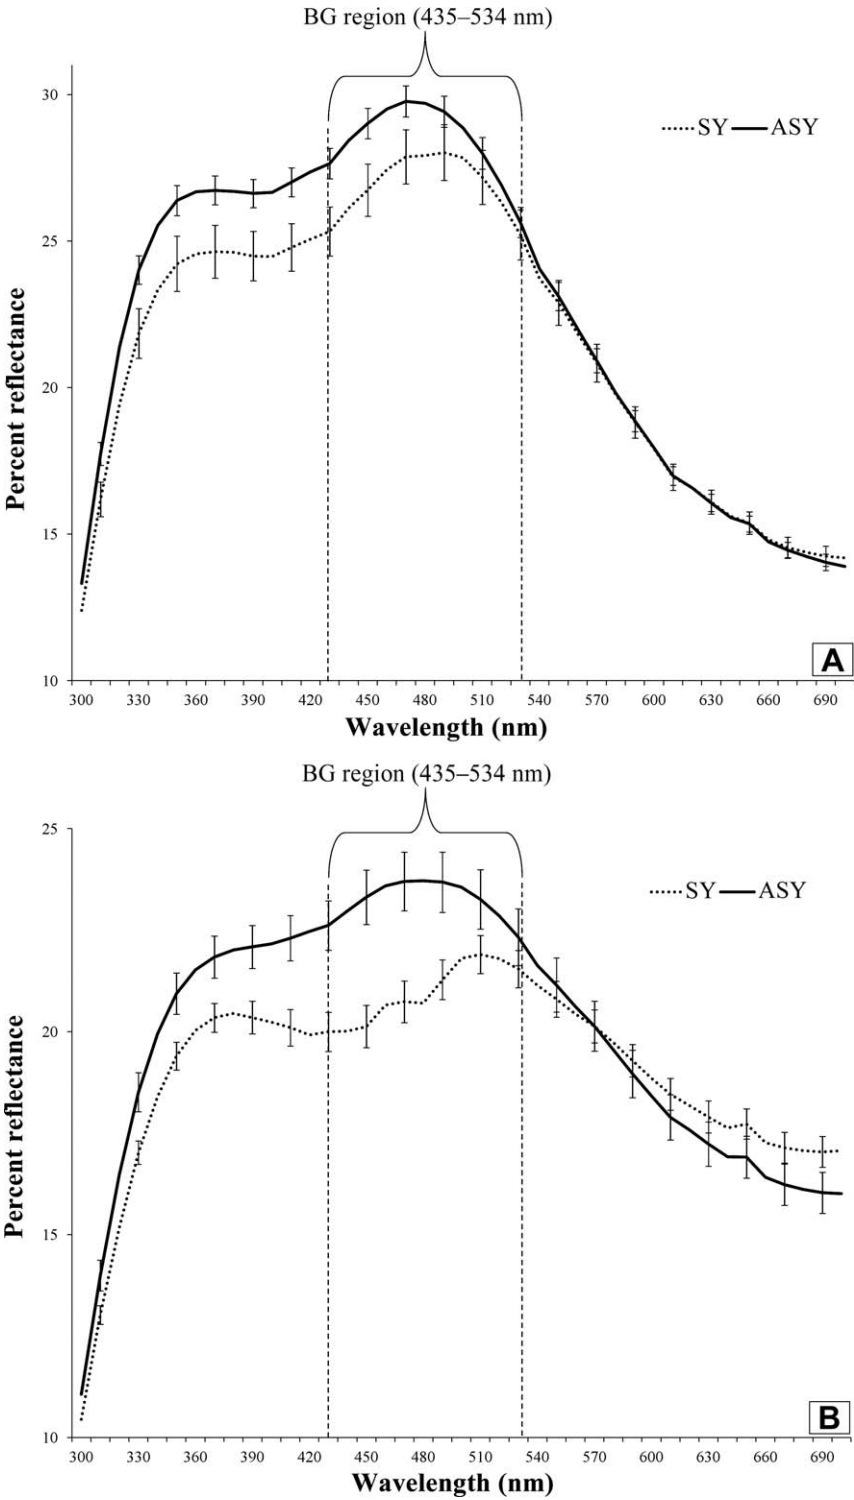 BG region (435–534 nm)
30
25
20
15
10
Percent reflectance
SY ASY
A
300 330 360 390 420 450 480 510 540 570 600 630 660 690
Wavelength (nm)
BG region (435–534 nm)
25
20
15
10
Percent reflectance
SY ASY
B
300 330 360 390 420 450 480 510 540 570 600 630 660 690
Wavelength (nm)